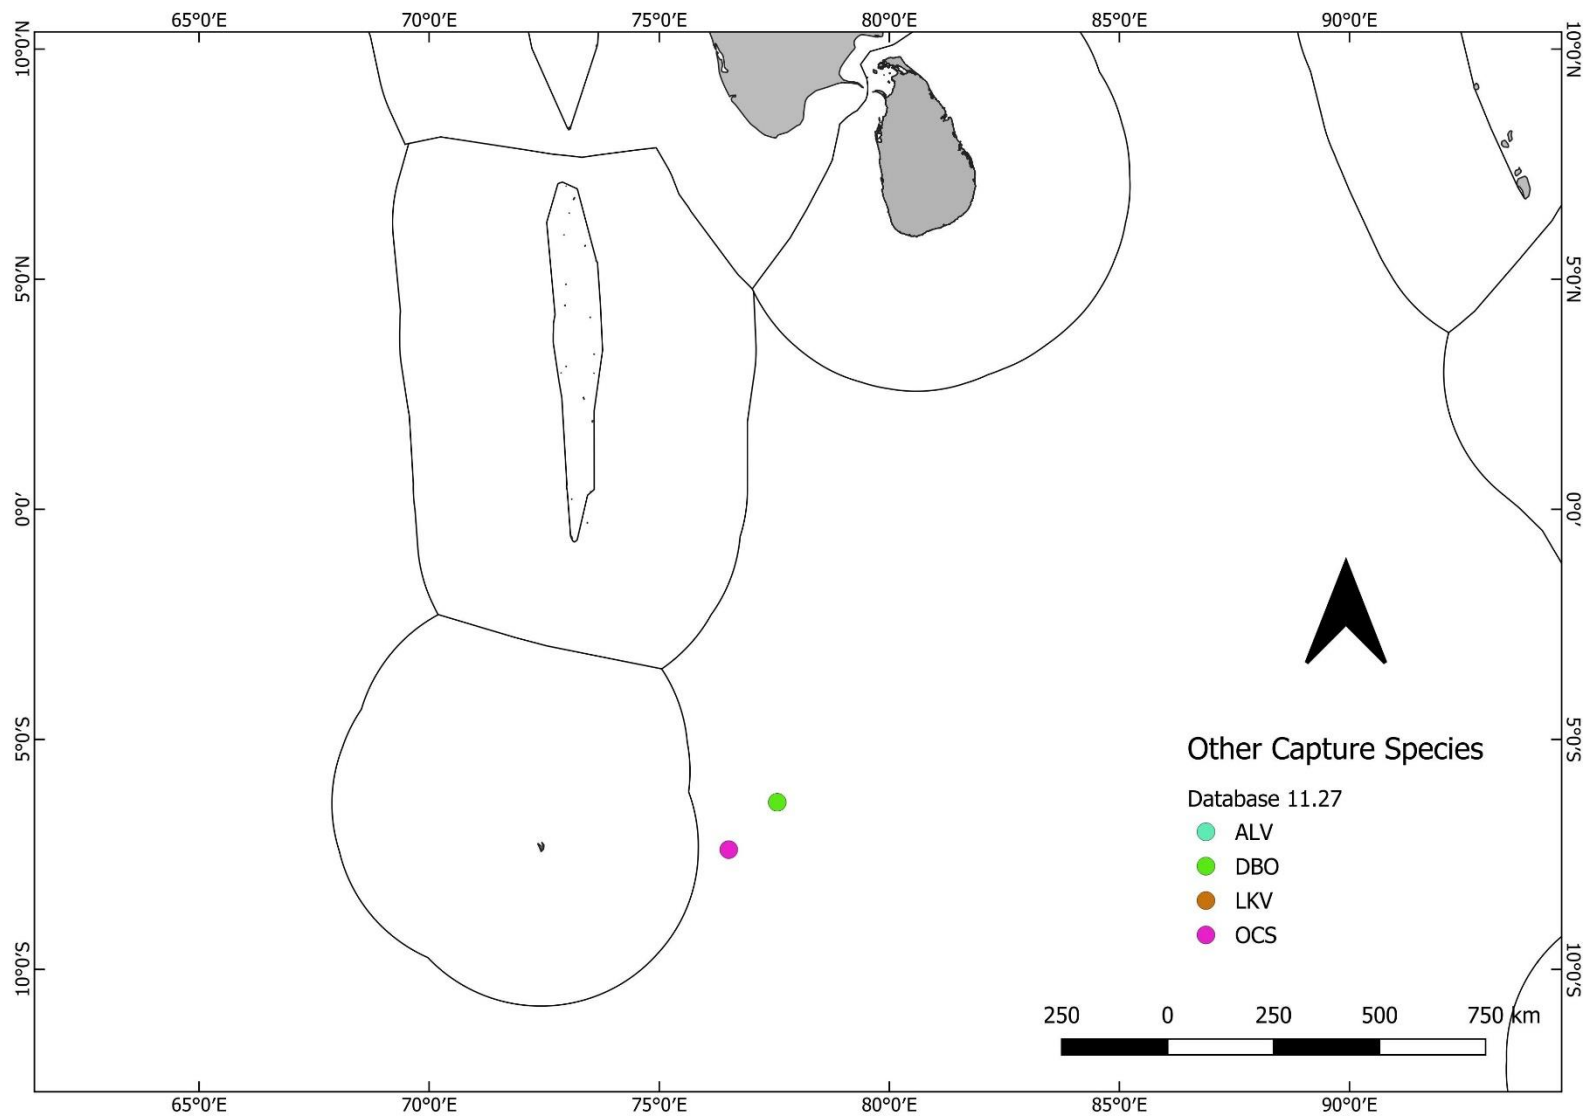 65°0'E 70°0'E 75°0'E 80°0'E 85°0'E 90°0'E
10°0'N 10°0'N
5°0'N 5°0'N
0°0' 0°0'
5°0'S 5°0'S
Other Capture Species
Database 11.27
ALV
DBO
LKV
OCS
10°0'S 10°0'S
250 0 250 500 750 km
65°0'E 70°0'E 75°0'E 80°0'E 85°0'E 90°0'E